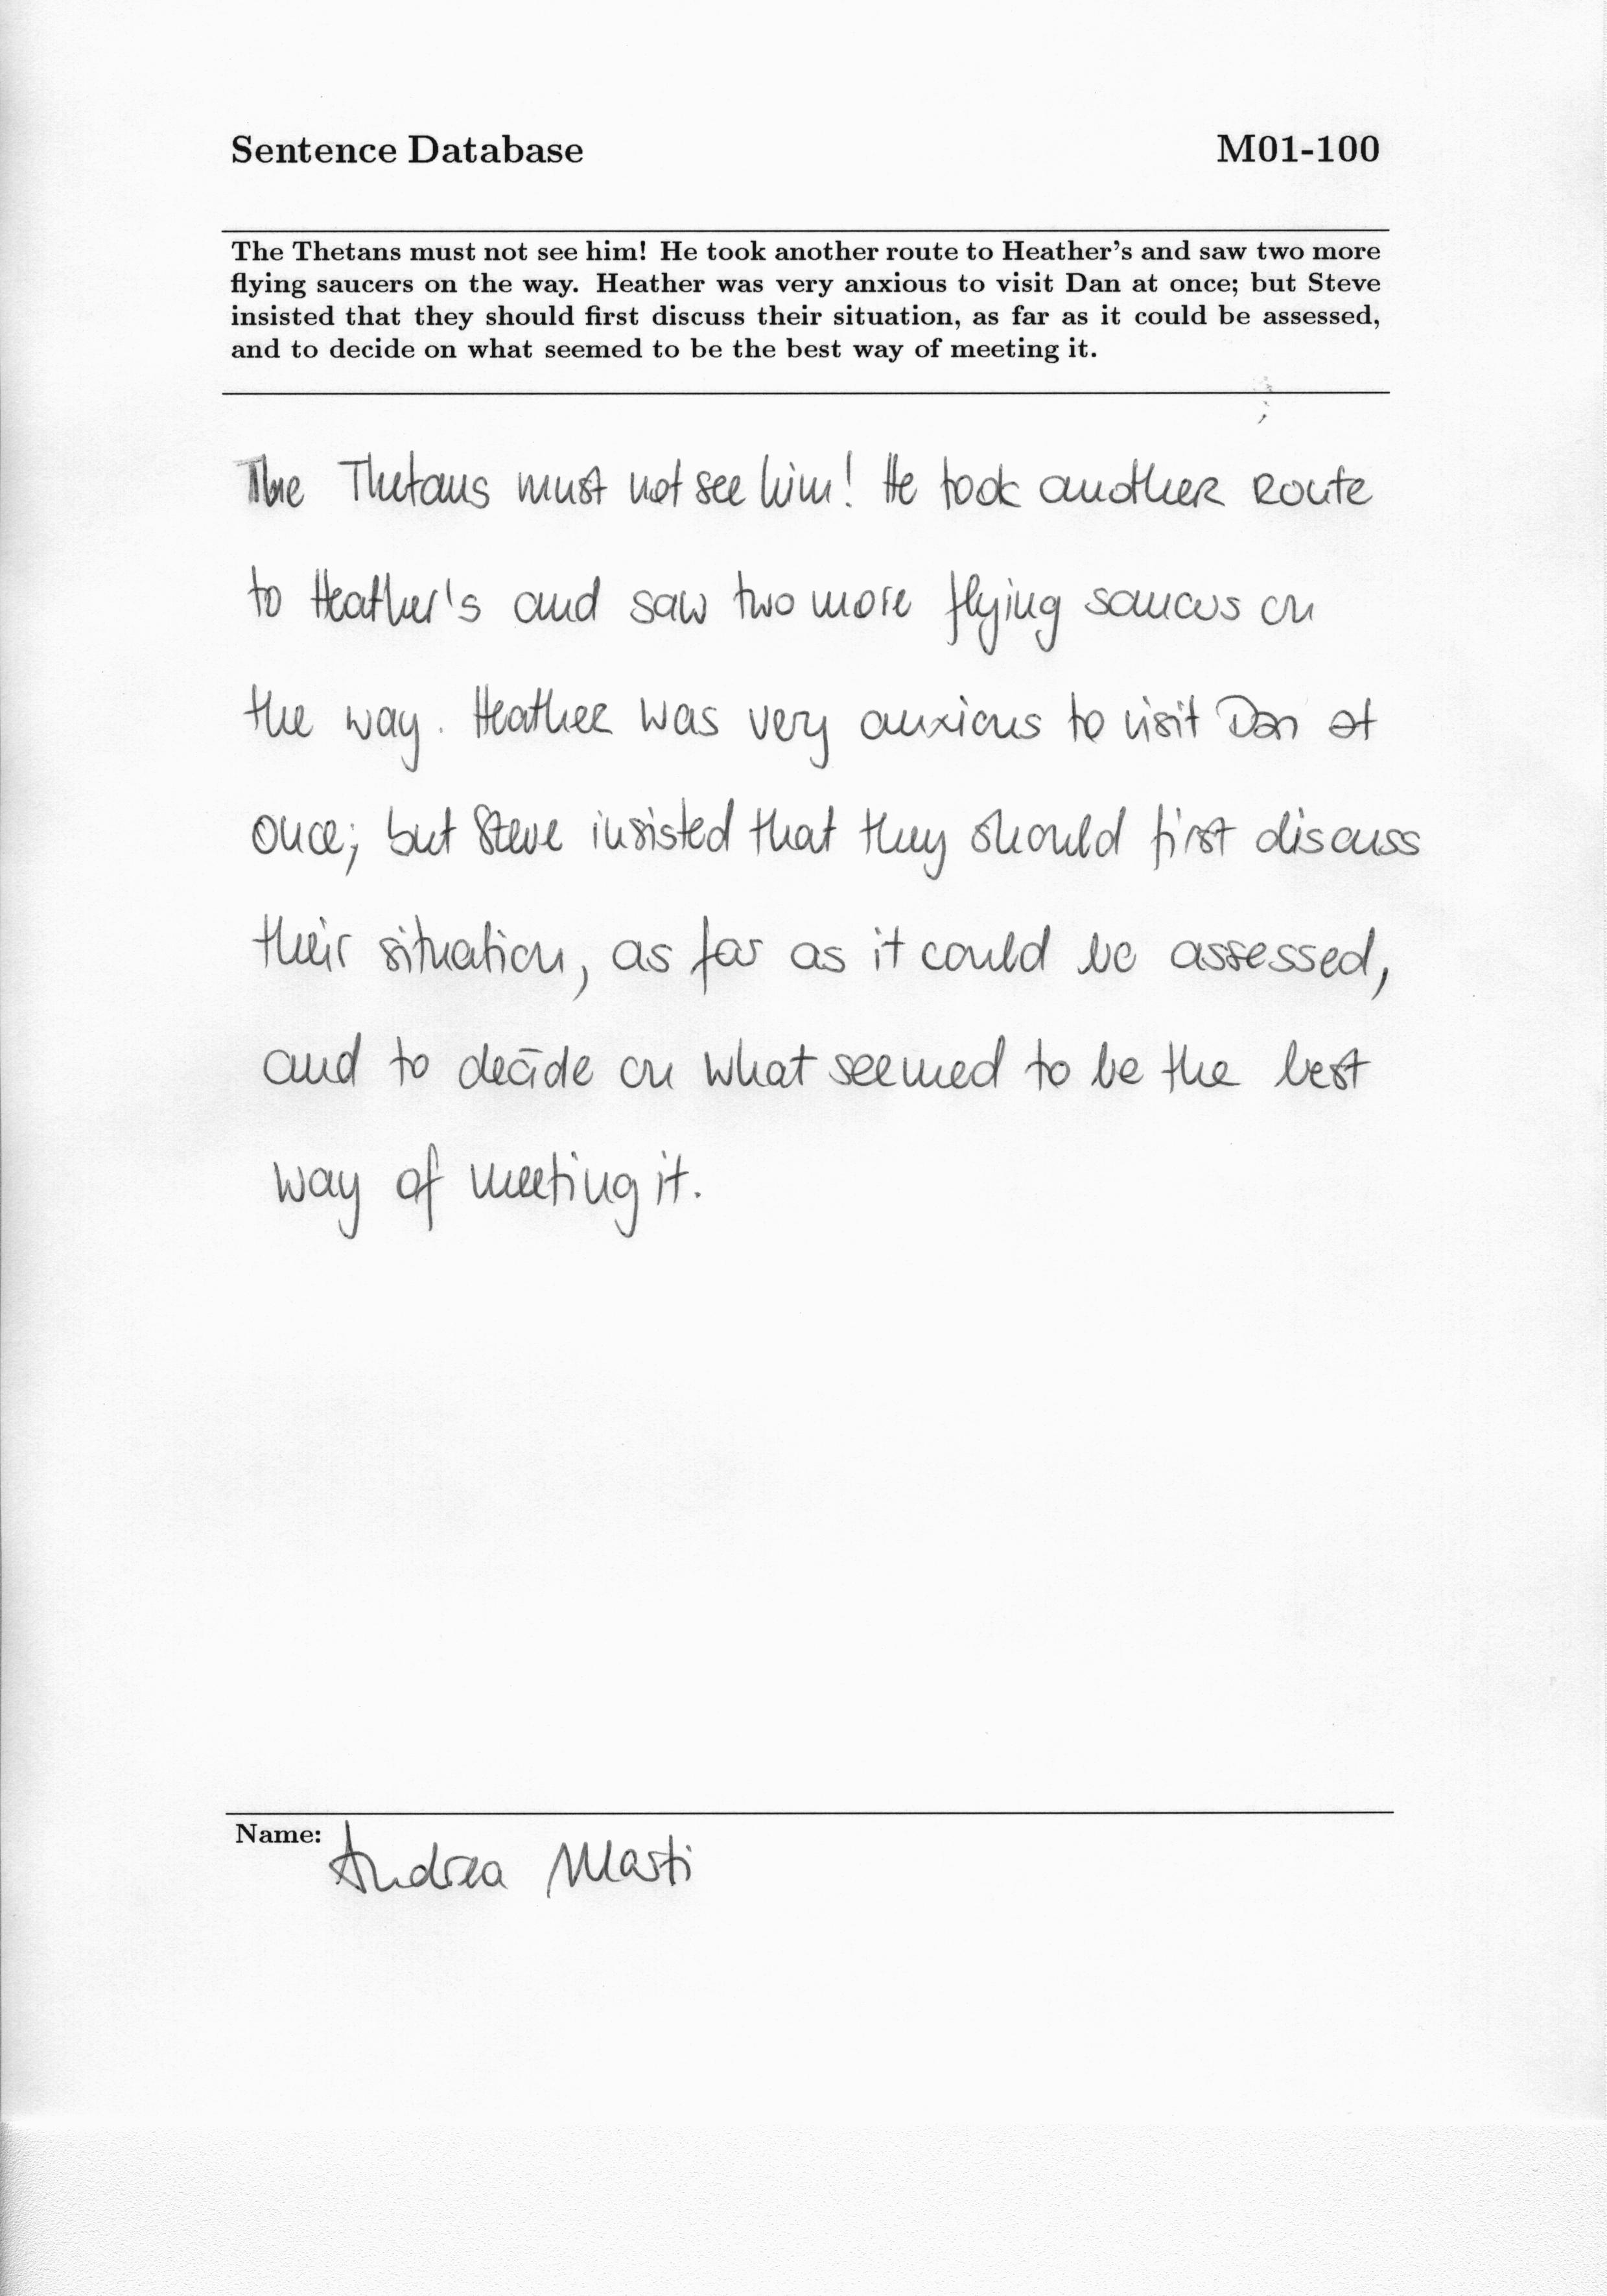 Sentence Database M01-100
The Thetans must not see him! He took another route to Heather's and saw two more
flying saucers on the way. Heather was very anxious to visit Dan at once; but Steve
insisted that they should first discuss their situation, as far as it could be assessed,
and to decide on what seemed to be the best way of meeting it.
The Thetans must not see him! He took another route
to Heather's and saw two more flying saucers on
the way. Heather was very anxious to visit Dan at
once; but Steve insisted that they should first discuss
their situation, as far as it could be assessed,
and to decide on what seemed to be the best
way of meeting it.
Name: Andrea Marti